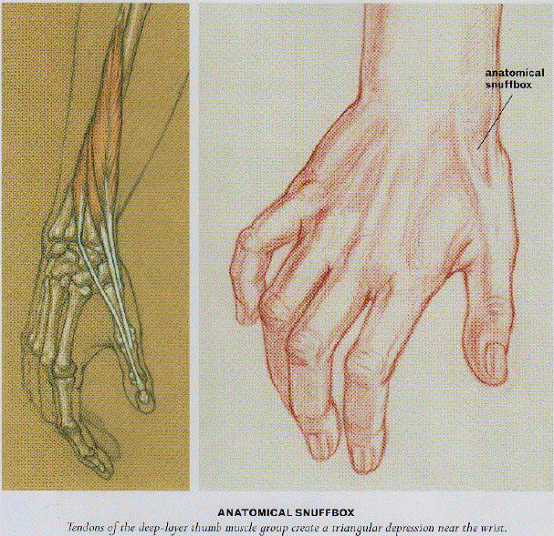 anatomical
snuffbox
ANATOMICAL SNUFFBOX
Tendons of the deep-layer thumb muscle group create a triangular depression near the wrist.